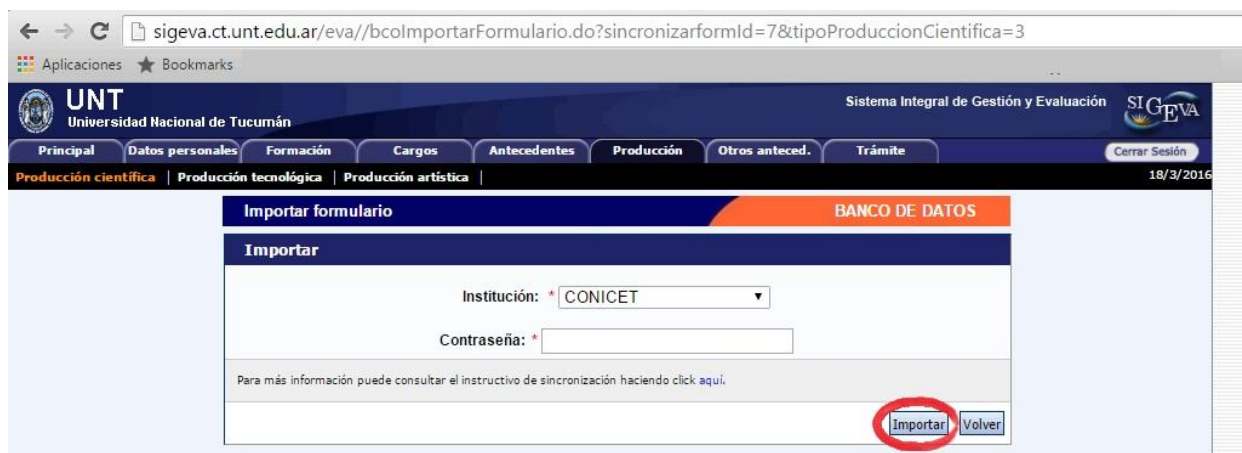 sigeva.ct.unt.edu.ar/eva//bcoImportarFormulario.do?sincronizarformId=7&tipoProduccionCientifica=3
Aplicaciones Bookmarks
UNT
Universidad Nacional de Tucumán
Sistema Integral de Gestión y Evaluación
SIGEVA
Principal Datos personales Formación Cargos Antecedentes Producción Otros anteced. Trámite Cerrar Sesión
Producción científica | Producción tecnológica | Producción artística | 18/3/2016
Importar formulario BANCO DE DATOS
Importar
Institución: * CONICET
Contraseña: *
Para más información puede consultar el instructivo de sincronización haciendo click aquí.
Importar Volver